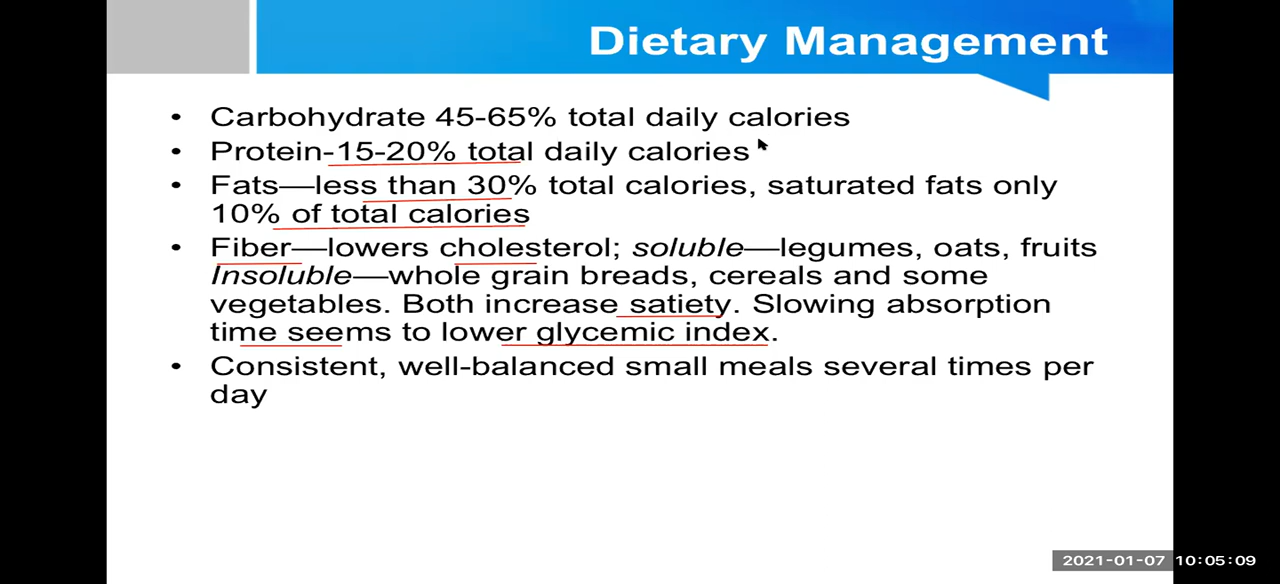 Dietary Management
• Carbohydrate 45-65% total daily calories
• Protein-15-20% total daily calories
• Fats—less than 30% total calories, saturated fats only
10% of total calories
• Fiber—lowers cholesterol; soluble—legumes, oats, fruits
Insoluble—whole grain breads, cereals and some
vegetables. Both increase satiety. Slowing absorption
time seems to lower glycemic index.
• Consistent, well-balanced small meals several times per
day
2021-01-07 10:05:09